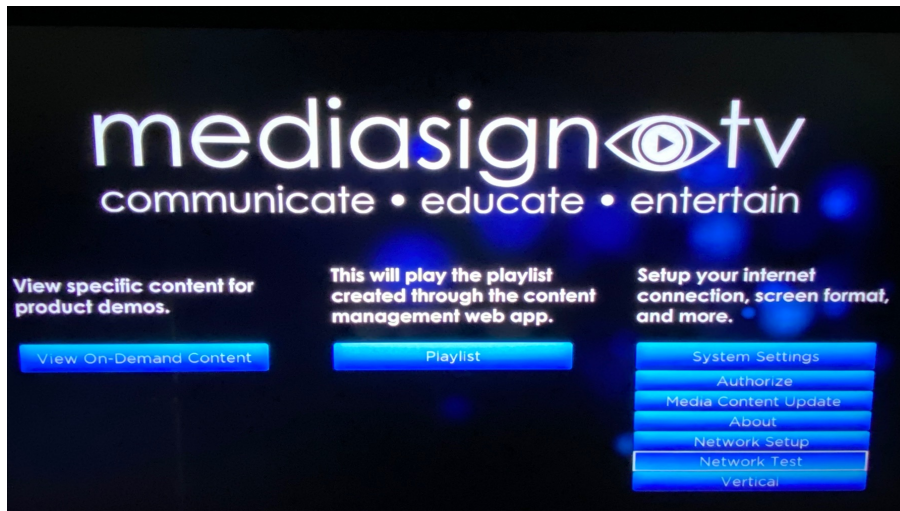 mediasign tv
communicate • educate • entertain
View specific content for
product demos.
View On-Demand Content
This will play the playlist
created through the content
management web app.
Playlist
Setup your internet
connection, screen format,
and more.
System Settings
Authorize
Media Content Update
About
Network Setup
Network Test
Vertical